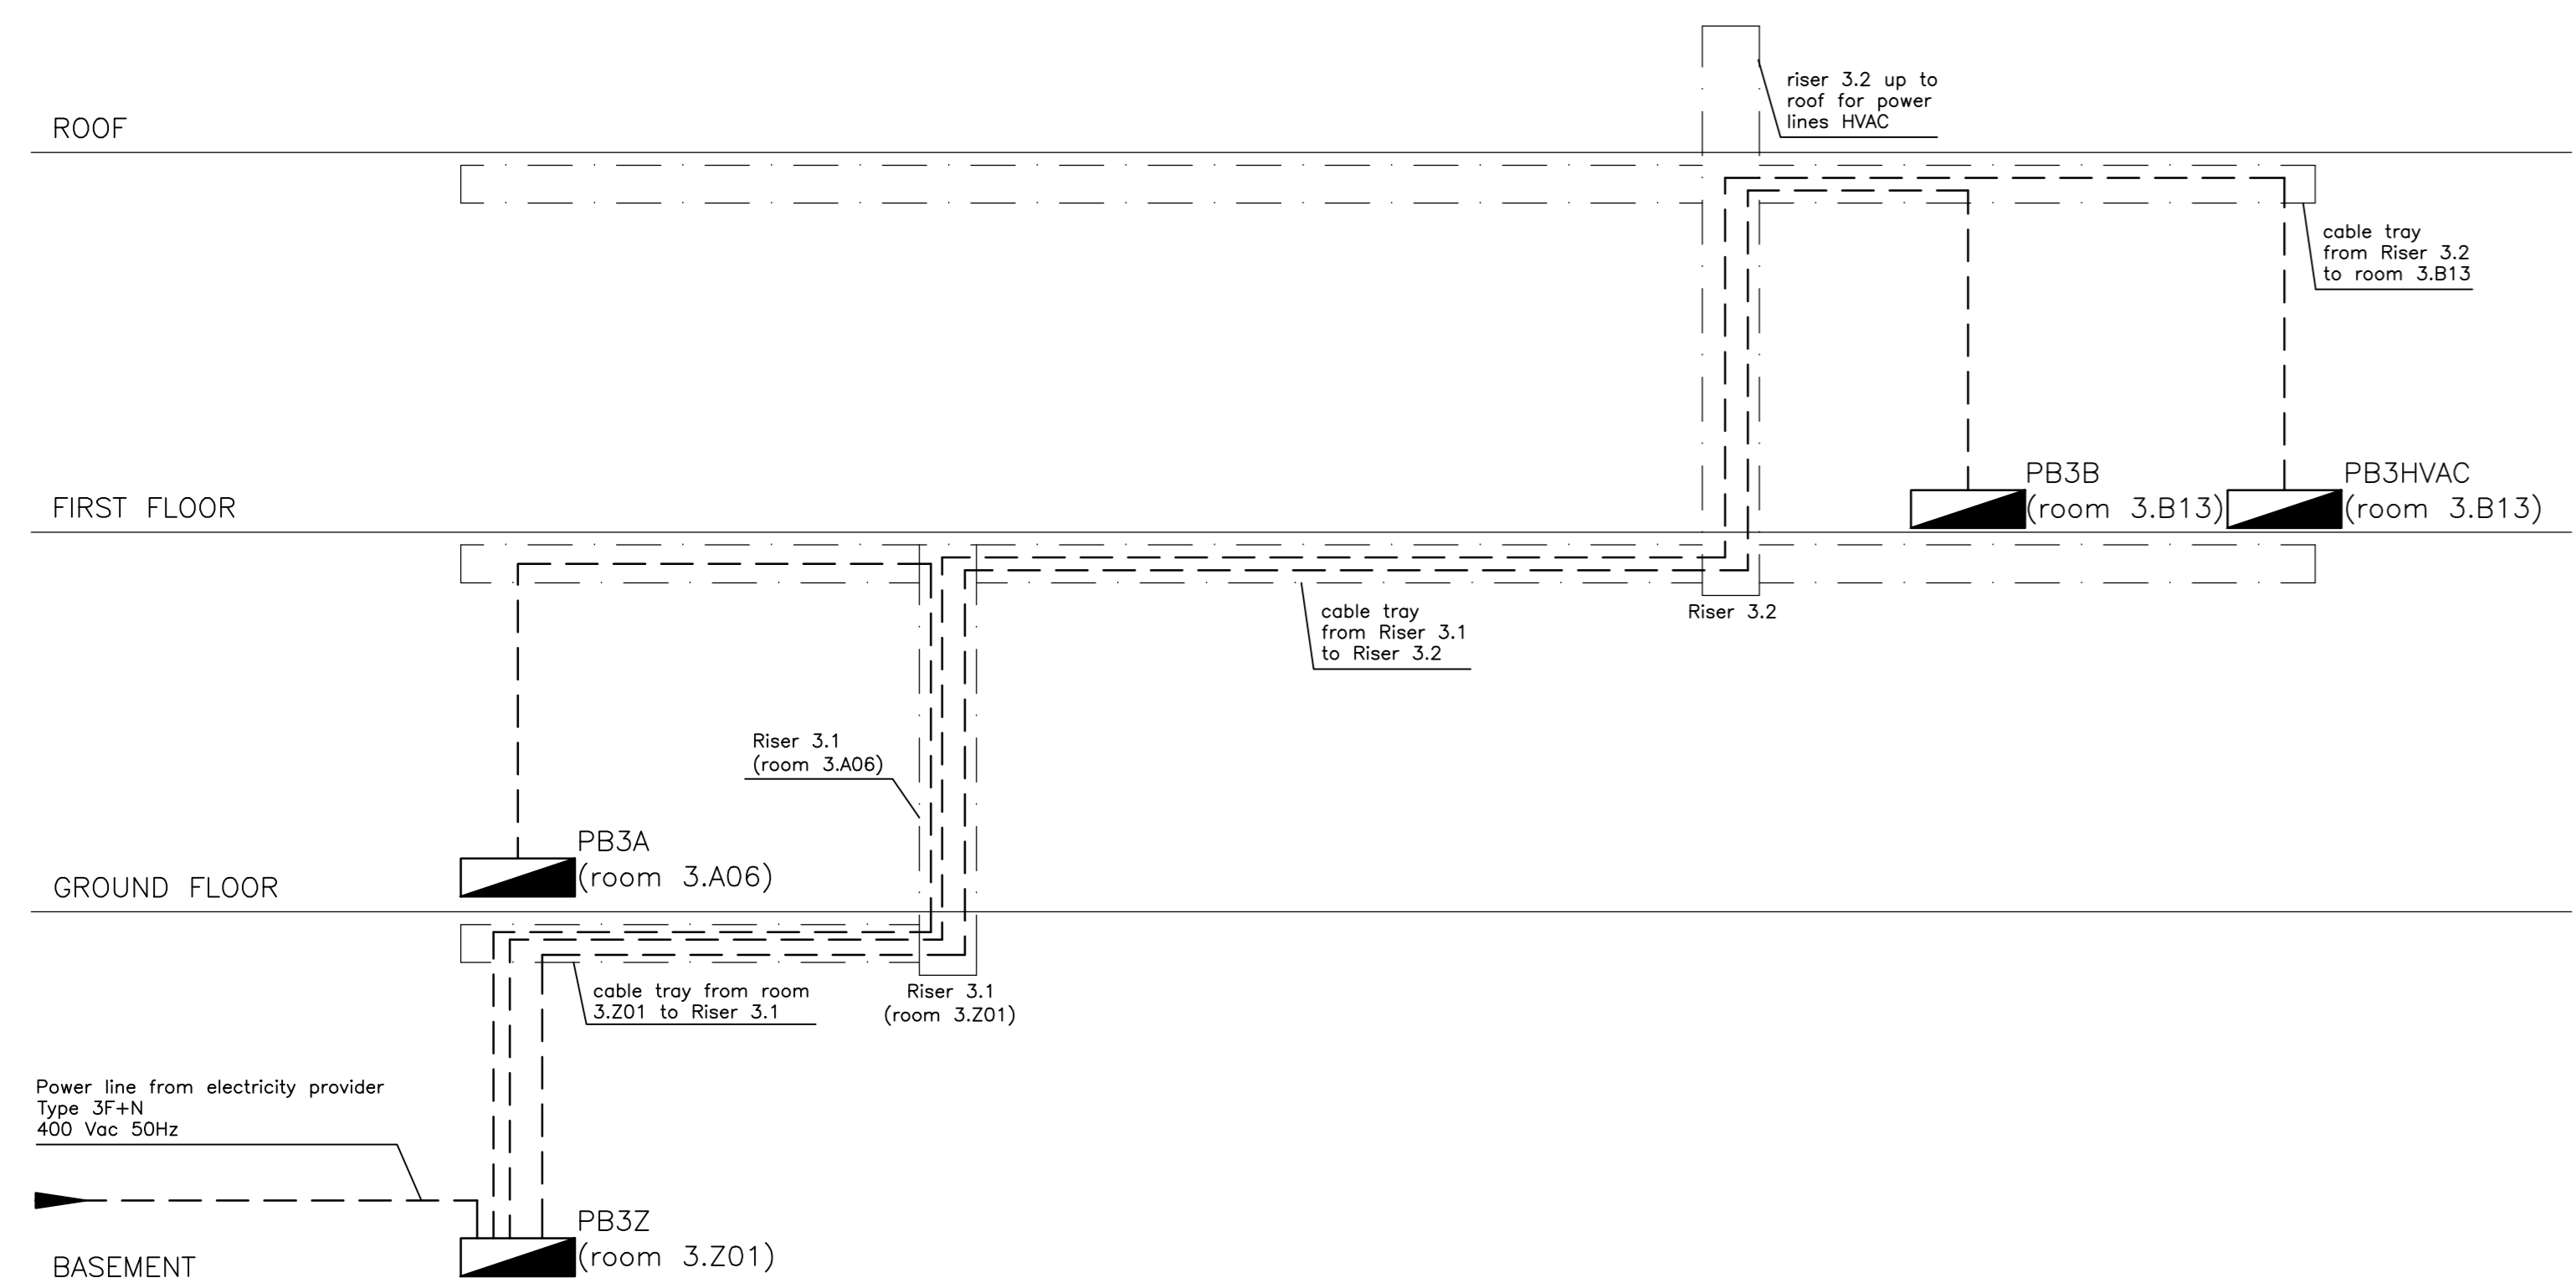 riser 3.2 up to
roof for power
lines HVAC
ROOF
cable tray
from Riser 3.2
to room 3.B13
FIRST FLOOR
PB3B
(room 3.B13)
PB3HVAC
(room 3.B13)
cable tray
from Riser 3.1
to Riser 3.2
Riser 3.2
Riser 3.1
(room 3.A06)
PB3A
(room 3.A06)
GROUND FLOOR
cable tray from room
3.Z01 to Riser 3.1
Riser 3.1
(room 3.Z01)
Power line from electricity provider
Type 3F+N
400 Vac 50Hz
PB3Z
(room 3.Z01)
BASEMENT